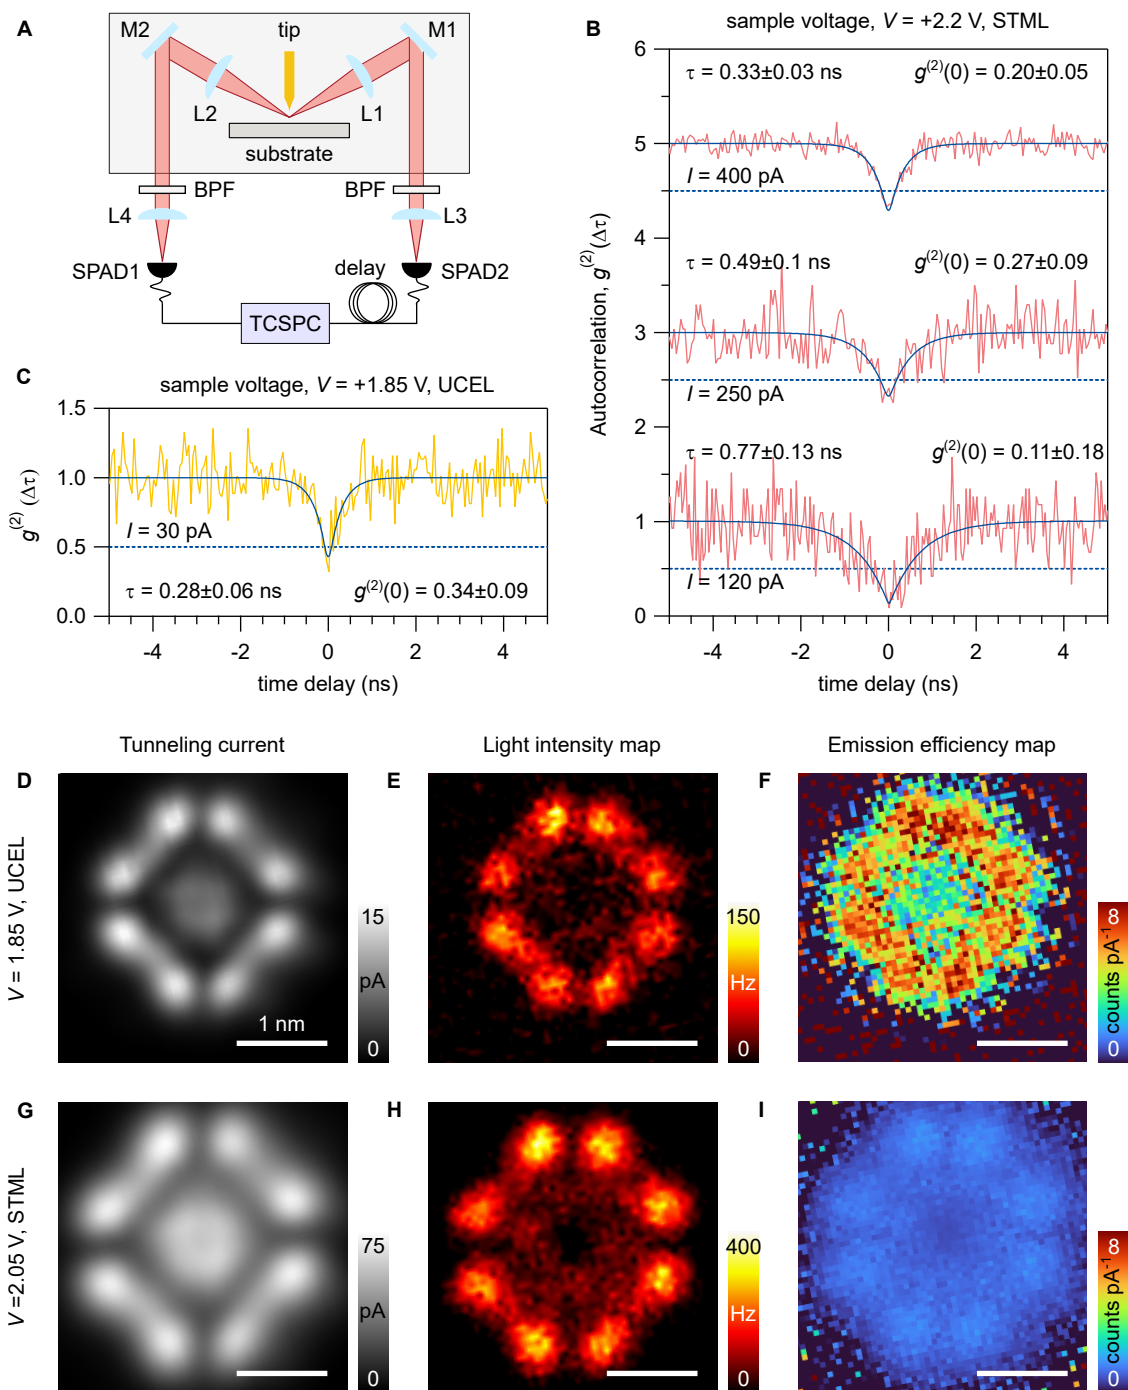 A
M2
tip
M1
L2
L1
substrate
BPF
BPF
L4
L3
SPAD1
delay
SPAD2
TCSPC
B
sample voltage, V = +2.2 V, STML
6
τ = 0.33±0.03 ns
g(2)(0) = 0.20±0.05
5
I = 400 pA
4
τ = 0.49±0.1 ns
g(2)(0) = 0.27±0.09
3
I = 250 pA
2
τ = 0.77±0.13 ns
g(2)(0) = 0.11±0.18
1
I = 120 pA
0
Autocorrelation, g(2)(Δτ)
-4
-2
0
2
4
time delay (ns)
C
sample voltage, V = +1.85 V, UCEL
1.5
1.0
I = 30 pA
0.5
τ = 0.28±0.06 ns
g(2)(0) = 0.34±0.09
0.0
g(2) (Δτ)
-4
-2
0
2
4
time delay (ns)
Tunneling current
Light intensity map
Emission efficiency map
V = 1.85 V, UCEL
D
15
pA
0
1 nm
E
150
Hz
0
F
8
counts pA-1
0
V =2.05 V, STML
G
75
pA
0
H
400
Hz
0
I
8
counts pA-1
0